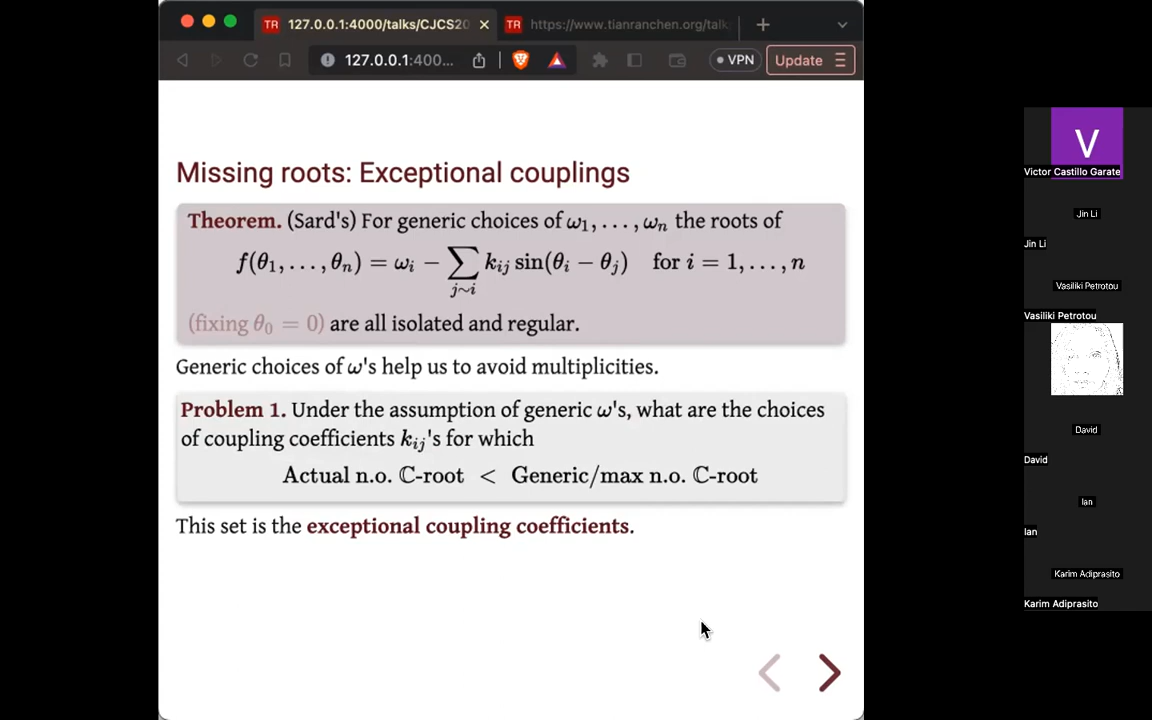 TR 127.0.0.1:4000/talks/CJCS20 × TR https://www.tianranchen.org/talk +
127.0.0.1:400... VPN Update
Missing roots: Exceptional couplings
Theorem. (Sard's) For generic choices of ω₁, . . . , ωₙ the roots of
f(θ₁, . . . , θₙ) = ωᵢ − ∑ kᵢⱼ sin(θᵢ − θⱼ) for i = 1, . . . , n
j∼i
(fixing θ₀ = 0) are all isolated and regular.
Generic choices of ω's help us to avoid multiplicities.
Problem 1. Under the assumption of generic ω's, what are the choices
of coupling coefficients kᵢⱼ's for which
Actual n.o. ℂ-root < Generic/max n.o. ℂ-root
This set is the exceptional coupling coefficients.
V
Victor Castillo Garate
Jin Li
Jin Li
Vasiliki Petrotou
Vasiliki Petrotou
David
David
Ian
Ian
Karim Adiprasito
Karim Adiprasito